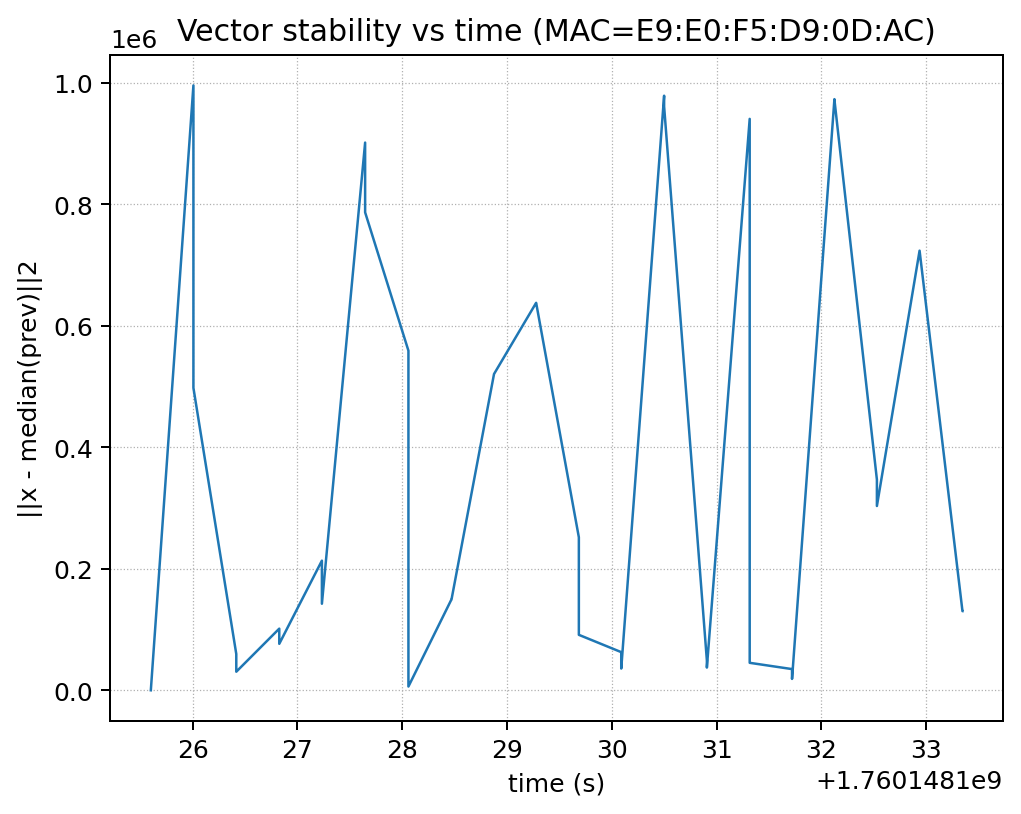 Vector stability vs time (MAC=E9:E0:F5:D9:0D:AC)
1e6
1.0
0.8
0.6
0.4
0.2
0.0
||x - median(prev)||2
26 27 28 29 30 31 32 33
time (s)
+1.7601481e9